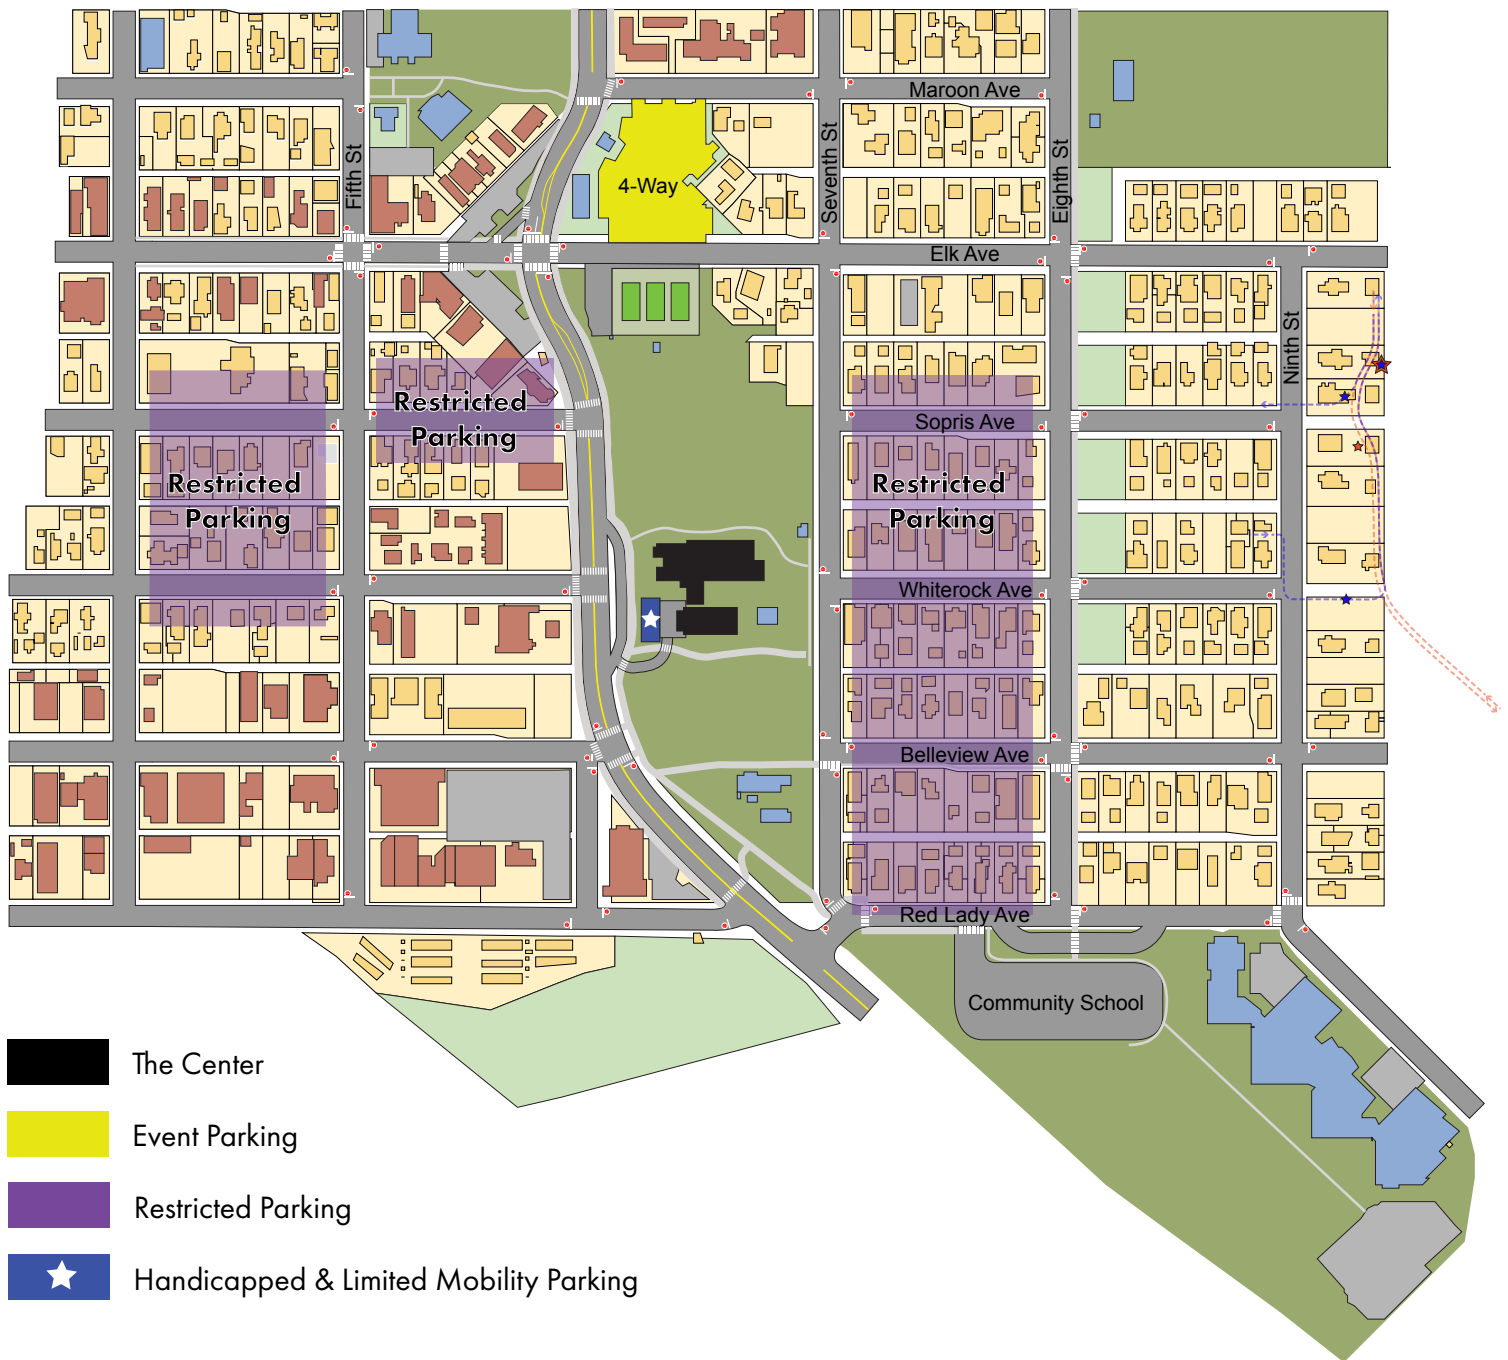 Maroon Ave
Fifth St
4-Way
Seventh St
Eighth St
Elk Ave
Ninth St
Restricted
Parking
Sopris Ave
Restricted
Parking
Restricted
Parking
Whiterock Ave
Belleview Ave
Red Lady Ave
Community School
The Center
Event Parking
Restricted Parking
Handicapped & Limited Mobility Parking